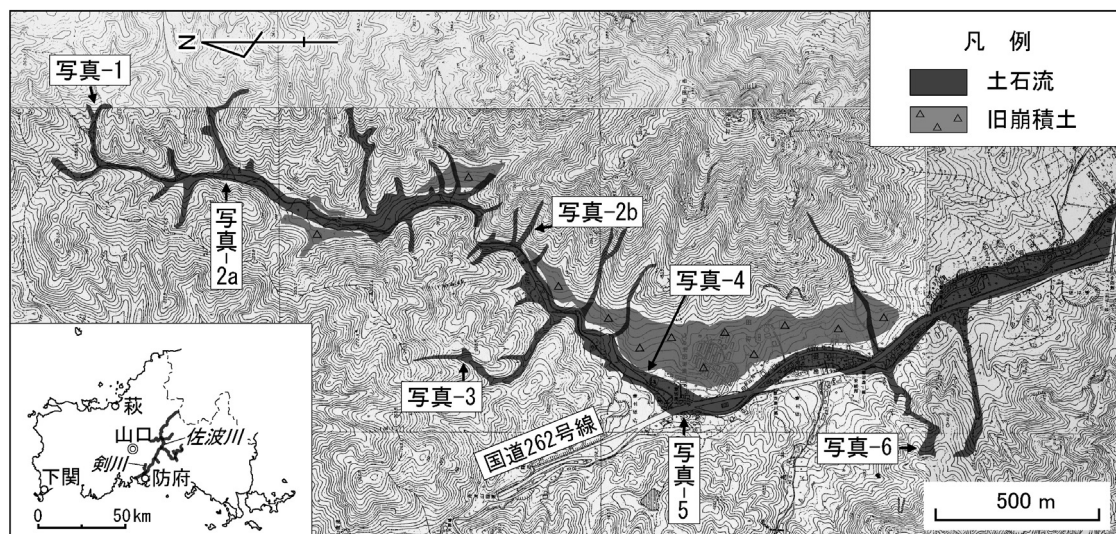 N
写真-1
写真-2a
写真-2b
写真-4
写真-3
写真-5
写真-6
国道262号線
凡 例
土石流
旧崩積土
500 m
萩
山口
佐波川
剣川
下関
防府
0 50km